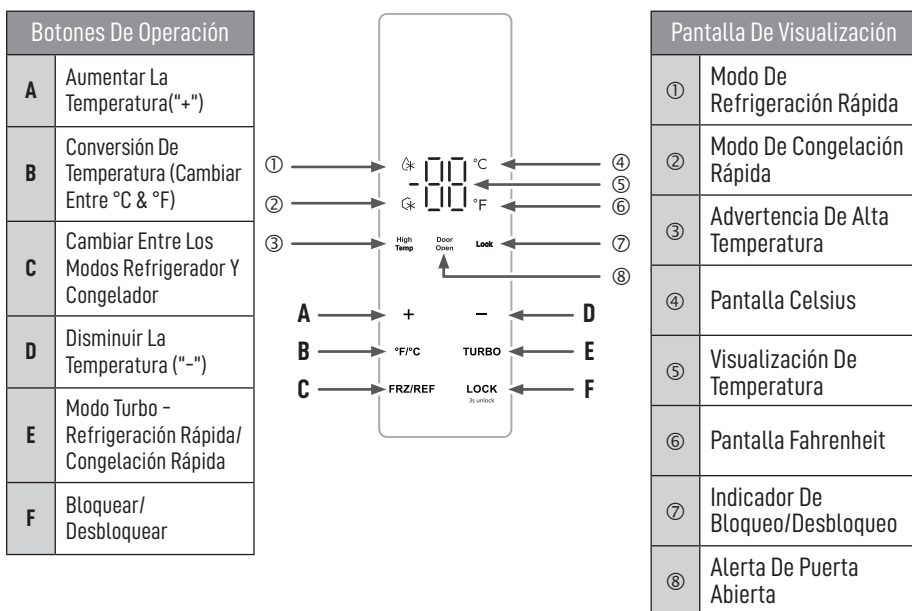 Botones De Operación
A
Aumentar La
Temperatura("+")
B
Conversión De
Temperatura (Cambiar
Entre °C & °F)
C
Cambiar Entre Los
Modos Refrigerador Y
Congelador
D
Disminuir La
Temperatura ("-")
E
Modo Turbo -
Refrigeración Rápida/
Congelación Rápida
F
Bloquear/
Desbloquear
① °C ④
-88 ⑤
② °F ⑥
③ High Temp Door Open Lock ⑦
⑧
A + – D
B °F/°C TURBO E
C FRZ/REF LOCK F
3s unlock
Pantalla De Visualización
①
Modo De
Refrigeración Rápida
②
Modo De Congelación
Rápida
③
Advertencia De Alta
Temperatura
④
Pantalla Celsius
⑤
Visualización De
Temperatura
⑥
Pantalla Fahrenheit
⑦
Indicador De
Bloqueo/Desbloqueo
⑧
Alerta De Puerta
Abierta